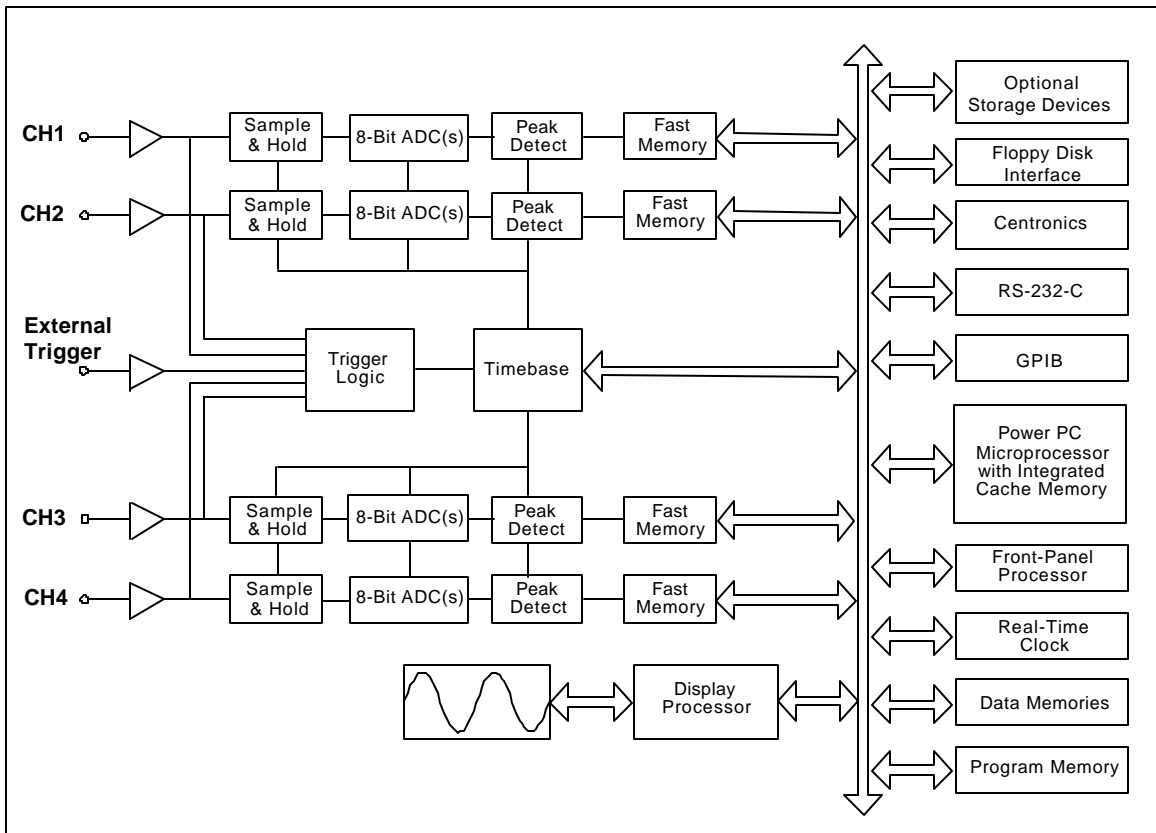 CH1
Sample
& Hold
8-Bit ADC(s)
Peak
Detect
Fast
Memory
CH2
Sample
& Hold
8-Bit ADC(s)
Peak
Detect
Fast
Memory
External
Trigger
Trigger
Logic
Timebase
CH3
Sample
& Hold
8-Bit ADC(s)
Peak
Detect
Fast
Memory
CH4
Sample
& Hold
8-Bit ADC(s)
Peak
Detect
Fast
Memory
Display
Processor
Optional
Storage Devices
Floppy Disk
Interface
Centronics
RS-232-C
GPIB
Power PC
Microprocessor
with Integrated
Cache Memory
Front-Panel
Processor
Real-Time
Clock
Data Memories
Program Memory